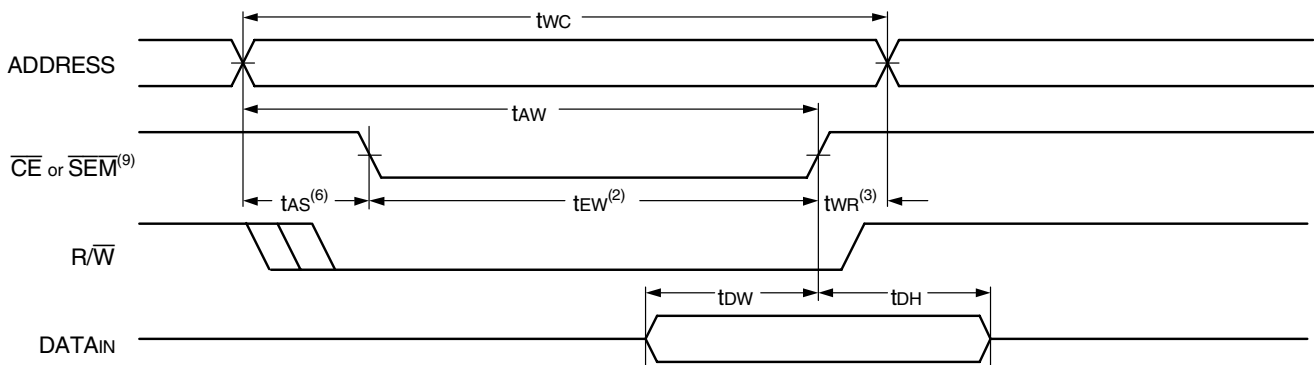 tWC
ADDRESS
tAW
CE or SEM(9)
tAS(6) tEW(2) tWR(3)
R/W
tDW tDH
DATAIN